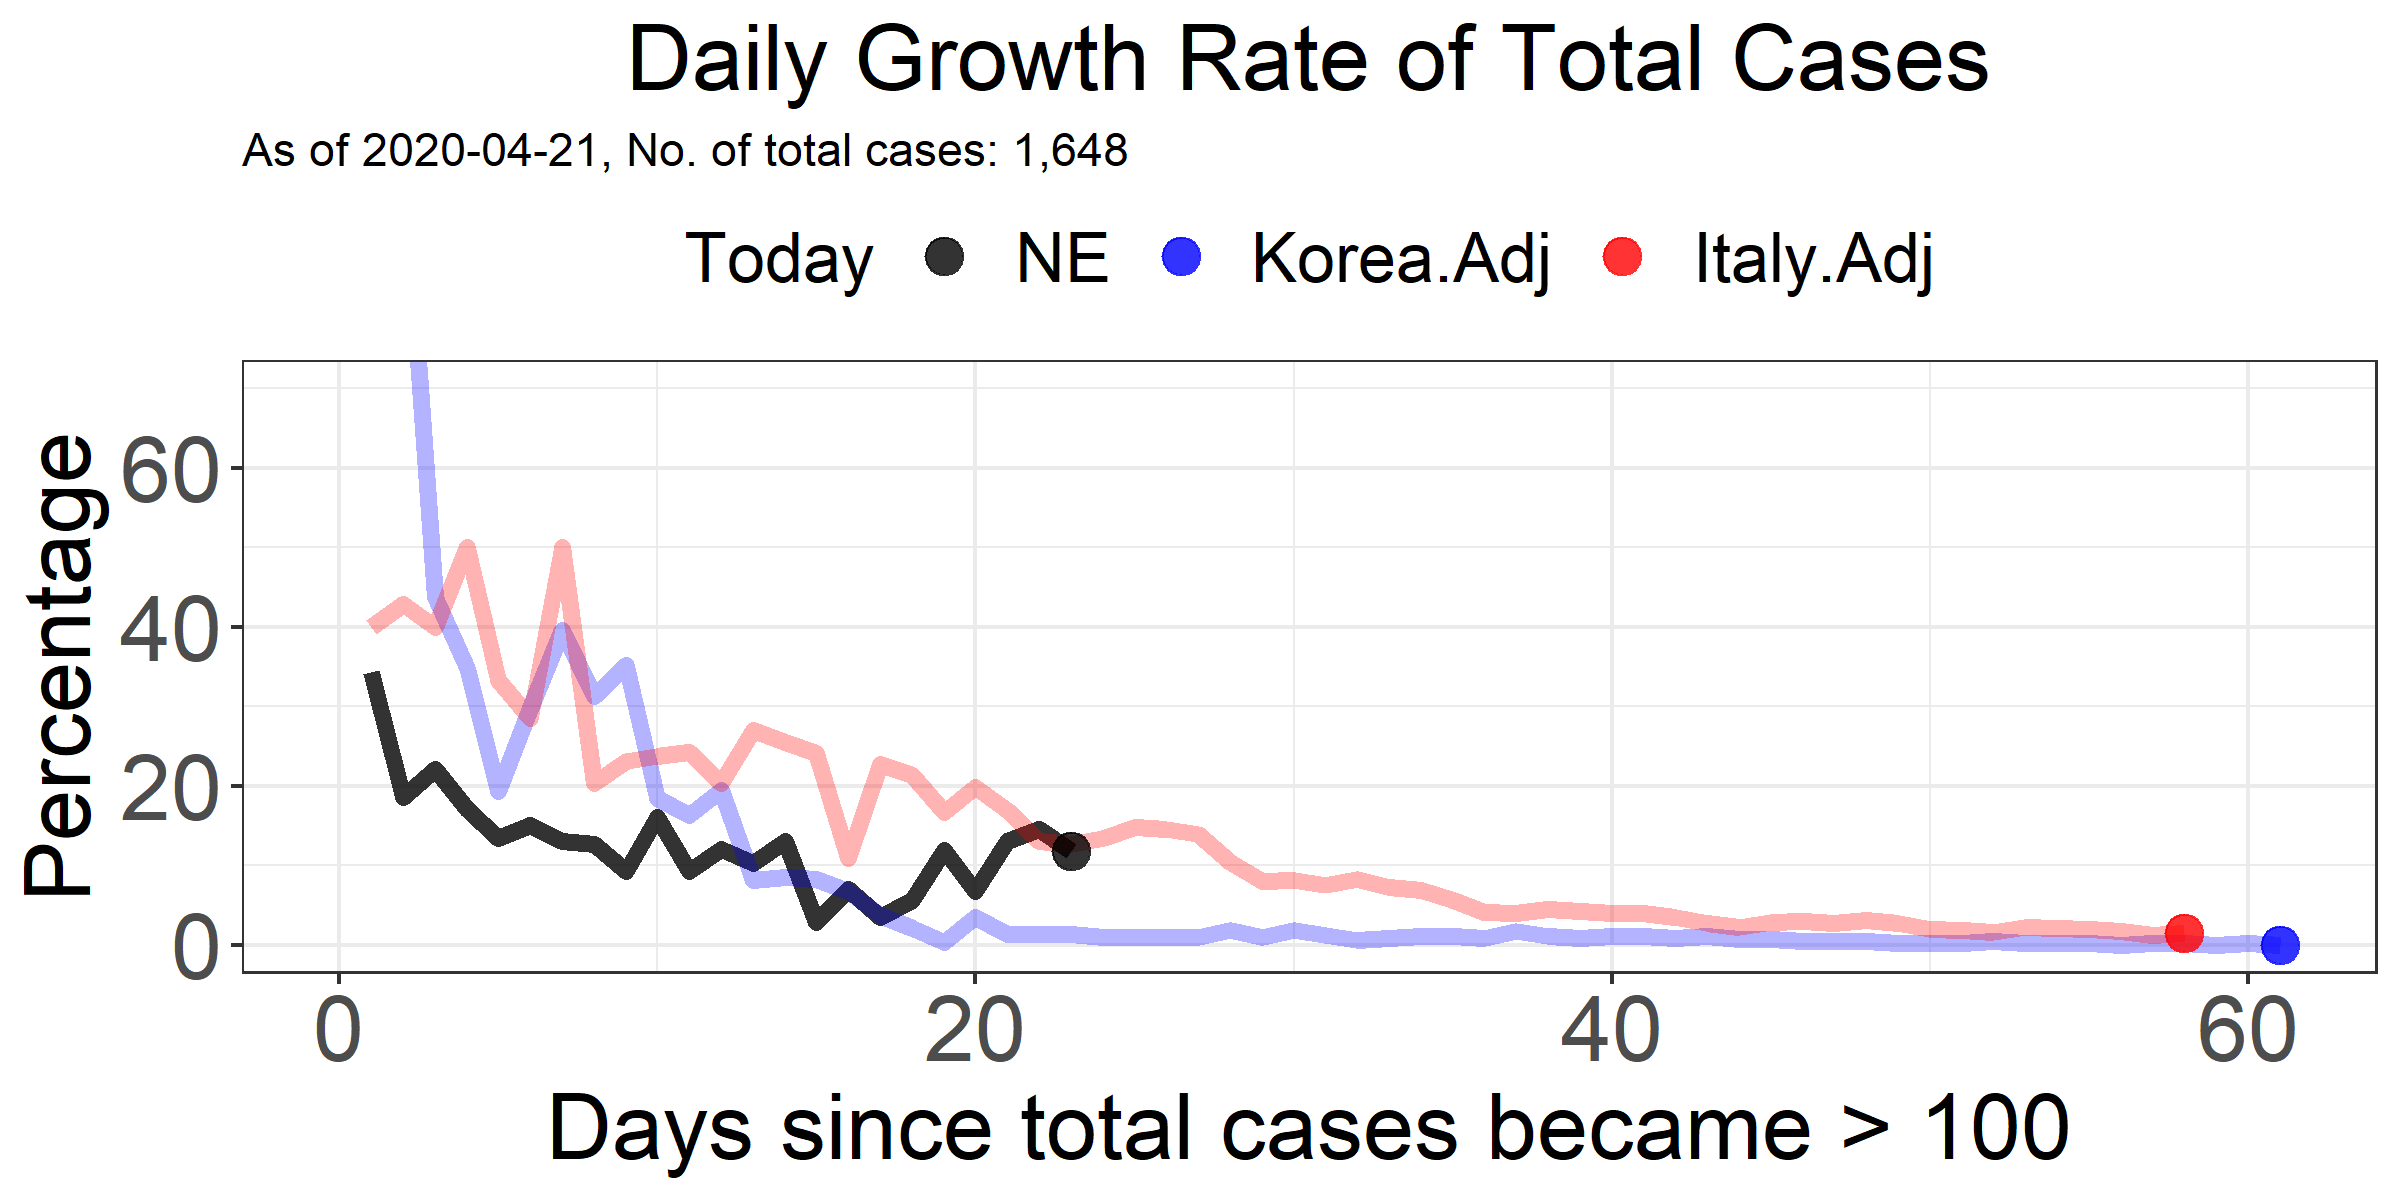 Daily Growth Rate of Total Cases
As of 2020-04-21, No. of total cases: 1,648
Today NE Korea.Adj Italy.Adj
Percentage
60
40
20
0
0 20 40 60
Days since total cases became > 100